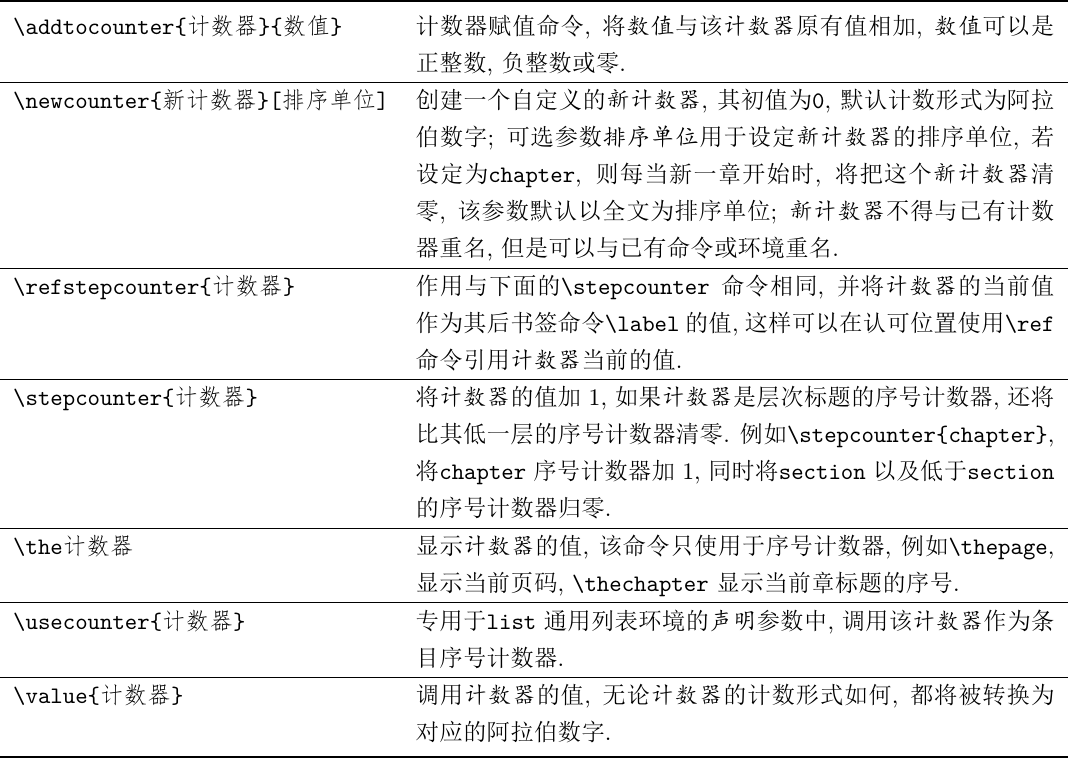 \addtocounter{计数器}{数值} 计数器赋值命令, 将数值与该计数器原有值相加, 数值可以是
正整数, 负整数或零.
\newcounter{新计数器}[排序单位] 创建一个自定义的新计数器, 其初值为0, 默认计数形式为阿拉
伯数字; 可选参数排序单位用于设定新计数器的排序单位, 若
设定为chapter, 则每当新一章开始时, 将把这个新计数器清
零, 该参数默认以全文为排序单位; 新计数器不得与已有计数
器重名, 但是可以与已有命令或环境重名.
\refstepcounter{计数器} 作用与下面的\stepcounter 命令相同, 并将计数器的当前值
作为其后书签命令\label 的值, 这样可以在认可位置使用\ref
命令引用计数器当前的值.
\stepcounter{计数器} 将计数器的值加 1, 如果计数器是层次标题的序号计数器, 还将
比其低一层的序号计数器清零. 例如\stepcounter{chapter},
将chapter 序号计数器加 1, 同时将section 以及低于section
的序号计数器归零.
\the计数器 显示计数器的值, 该命令只使用于序号计数器, 例如\thepage,
显示当前页码, \thechapter 显示当前章标题的序号.
\usecounter{计数器} 专用于list 通用列表环境的声明参数中, 调用该计数器作为条
目序号计数器.
\value{计数器} 调用计数器的值, 无论计数器的计数形式如何, 都将被转换为
对应的阿拉伯数字.